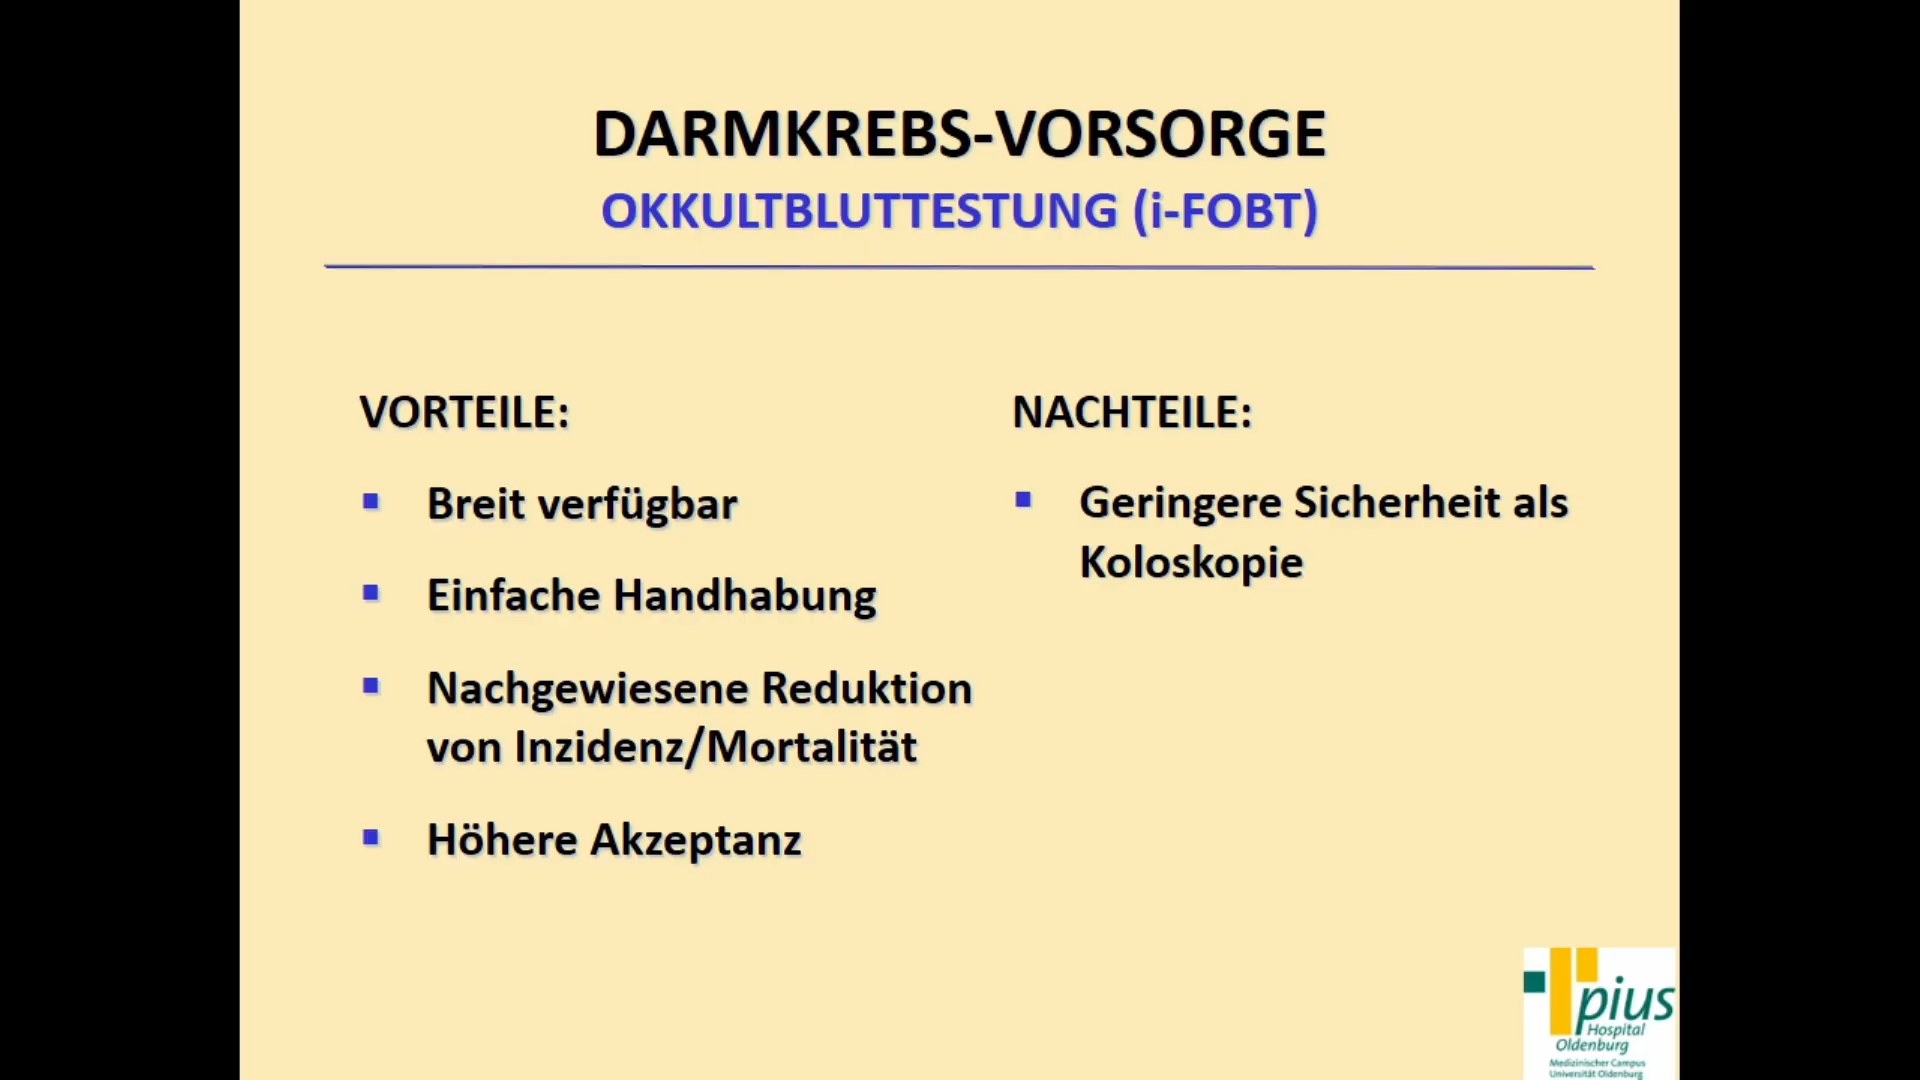 DARMKREBS-VORSORGE
OKKULTBLUTTESTUNG (i-FOBT)
VORTEILE:
Breit verfügbar
Einfache Handhabung
Nachgewiesene Reduktion
von Inzidenz/Mortalität
Höhere Akzeptanz
NACHTEILE:
Geringere Sicherheit als
Koloskopie
pius
Hospital
Oldenburg
Medizinischer Campus
Universität Oldenburg